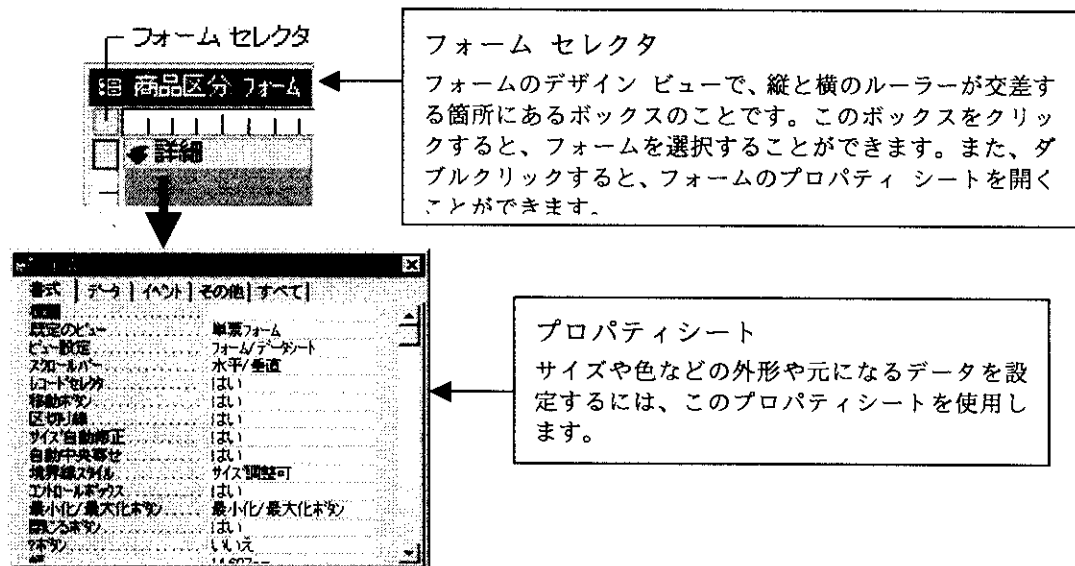 フォーム セレクタ
商品区分 フォーム
詳細
フォーム セレクタ
フォームのデザイン ビューで、縦と横のルーラーが交差す
る箇所にあるボックスのことです。このボックスをクリッ
クすると、フォームを選択することができます。また、ダ
ブルクリックすると、フォームのプロパティ シートを開く
ことができます。
書式 データ イベント その他 すべて
標題
既定のビュー 単票フォーム
ビュー設定 フォーム/データシート
スクロールバー 水平/垂直
レコードセレクタ はい
移動ボタン はい
区切り線 はい
サイズ自動修正 はい
自動中央寄せ はい
境界線スタイル サイズ調整可
コントロールボックス はい
最小化/最大化ボタン 最小化/最大化ボタン
閉じるボタン はい
?ボタン いいえ
プロパティシート
サイズや色などの外形や元になるデータを設
定するには、このプロパティシートを使用し
ます。